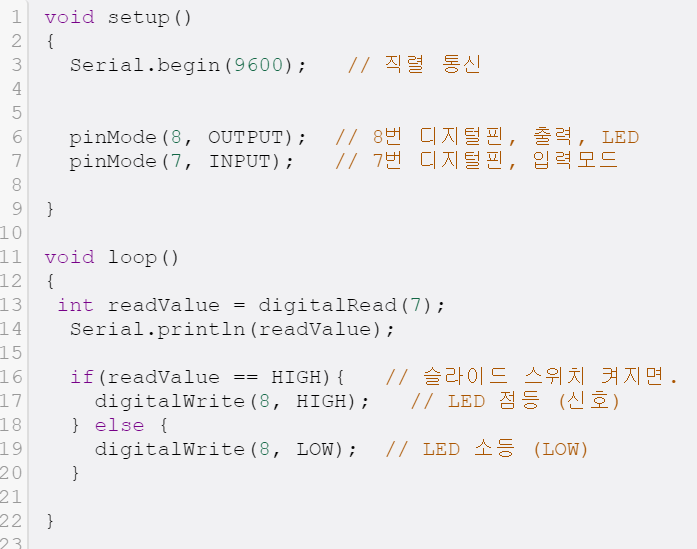 1 void setup()
2 {
3 Serial.begin(9600); // 직렬 통신
4
5
6 pinMode(8, OUTPUT); // 8번 디지털핀, 출력, LED
7 pinMode(7, INPUT); // 7번 디지털핀, 입력모드
8
9 }
10
11 void loop()
12 {
13 int readValue = digitalRead(7);
14 Serial.println(readValue);
15
16 if(readValue == HIGH){ // 슬라이드 스위치 켜지면.
17 digitalWrite(8, HIGH); // LED 점등 (신호)
18 } else {
19 digitalWrite(8, LOW); // LED 소등 (LOW)
20 }
21
22 }
23